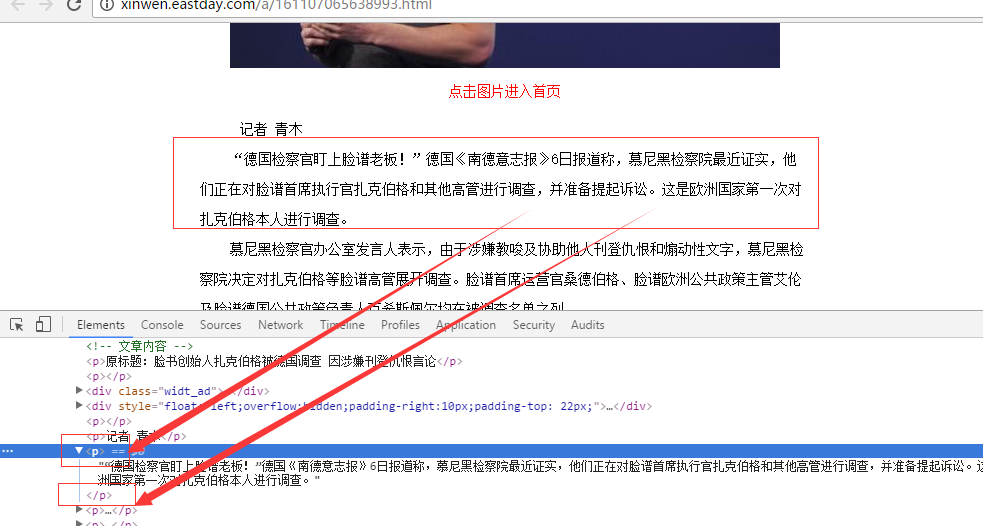 xinwen.eastday.com/a/161107065638993.html
点击图片进入首页
记者 青木
“德国检察官盯上脸谱老板！”德国《南德意志报》6日报道称，慕尼黑检察院最近证实，他
们正在对脸谱首席执行官扎克伯格和其他高管进行调查，并准备提起诉讼。这是欧洲国家第一次对
扎克伯格本人进行调查。
慕尼黑检察官办公室发言人表示，由于涉嫌教唆及协助他人刊登仇恨和煽动性文字，慕尼黑检
察院决定对扎克伯格等脸谱高管展开调查。脸谱首席运营官桑德伯格、脸谱欧洲公共政策主管艾伦
及脸谱德国公共政策负责人百希斯佩尔均在被调查名单之列
Elements Console Sources Network Timeline Profiles Application Security Audits
<!-- 文章内容 -->
<p>原标题：脸书创始人扎克伯格被德国调查 因涉嫌刊登仇恨言论</p>
<p></p>
<div class="widt_ad">…</div>
<div style="float:left;overflow:hidden;padding-right:10px;padding-top: 22px;">…</div>
<p></p>
<p>记者 青木</p>
<p> == $0
"“德国检察官盯上脸谱老板！”德国《南德意志报》6日报道称，慕尼黑检察院最近证实，他们正在对脸谱首席执行官扎克伯格和其他高管进行调查，并准备提起诉讼。
洲国家第一次对扎克伯格本人进行调查。"
</p>
<p>…</p>
<p> </p>